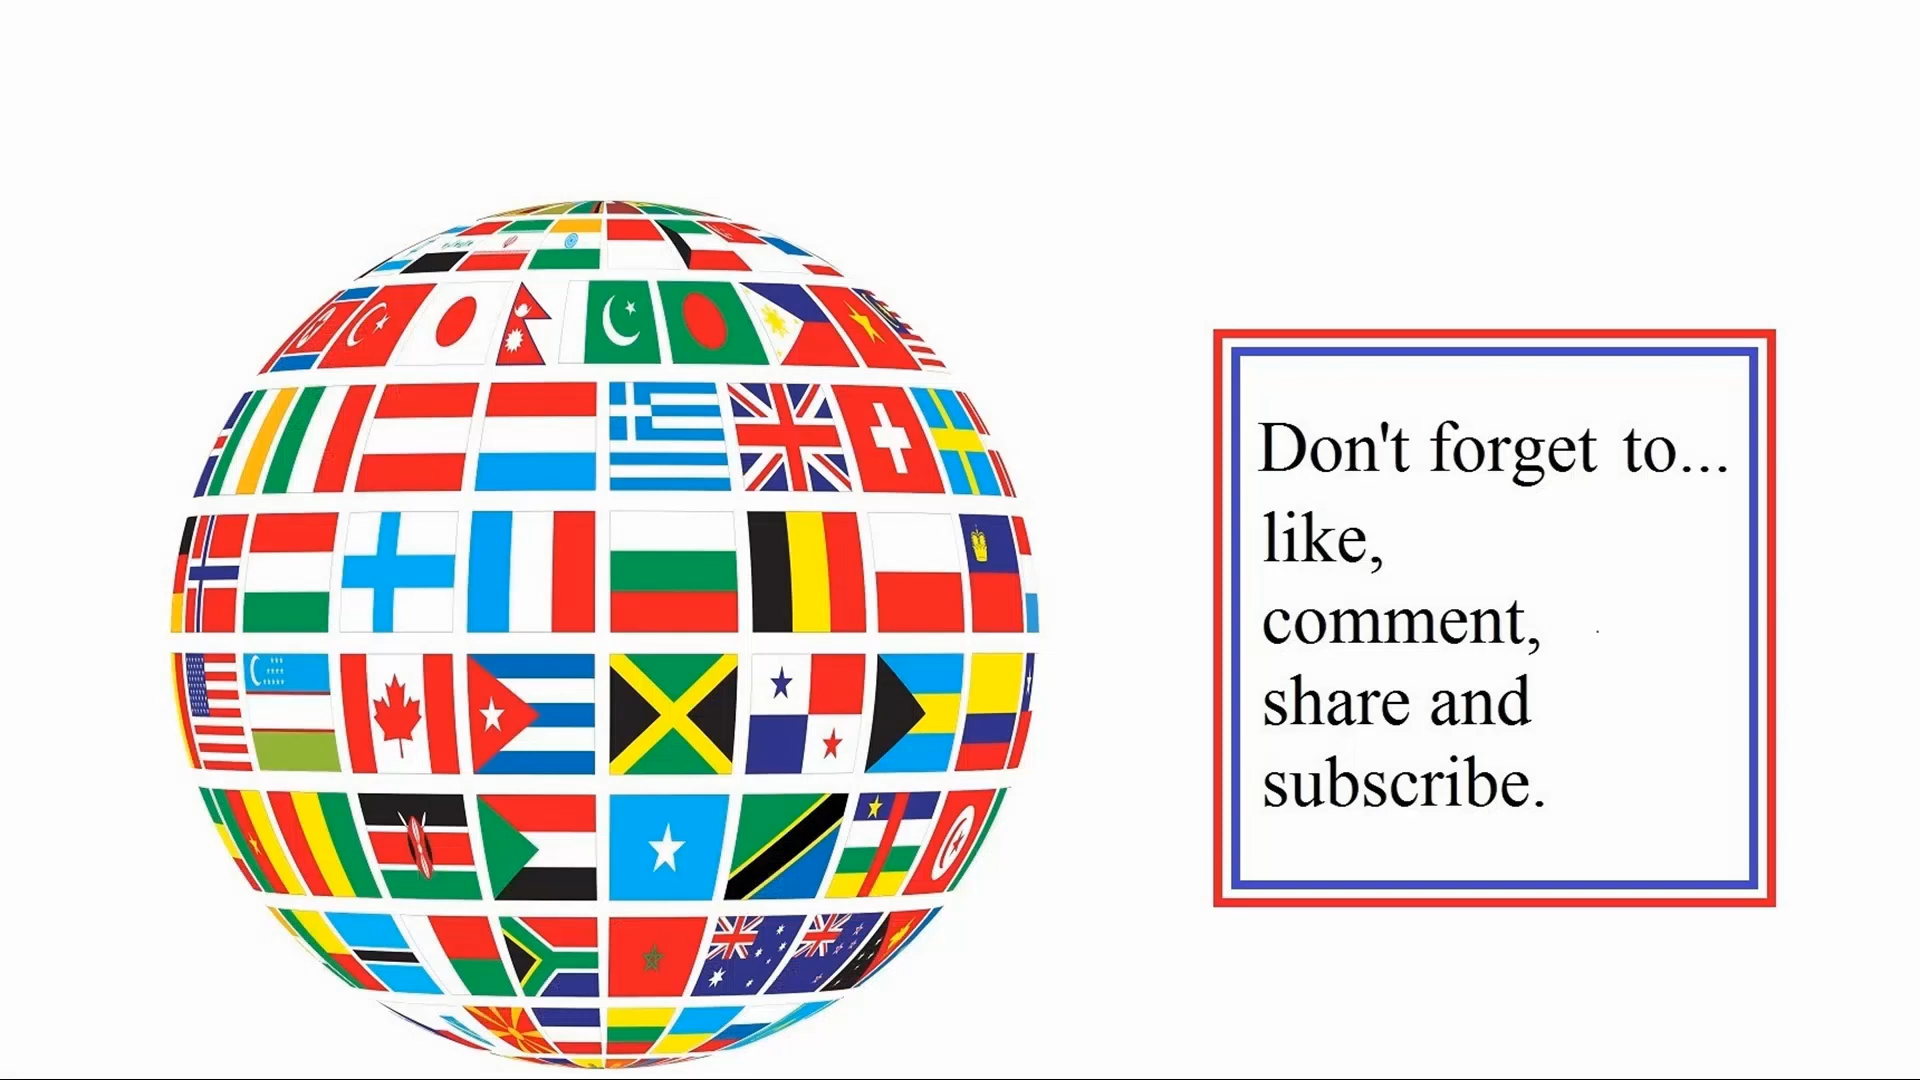 Don't forget to...
like,
comment,
share and
subscribe.